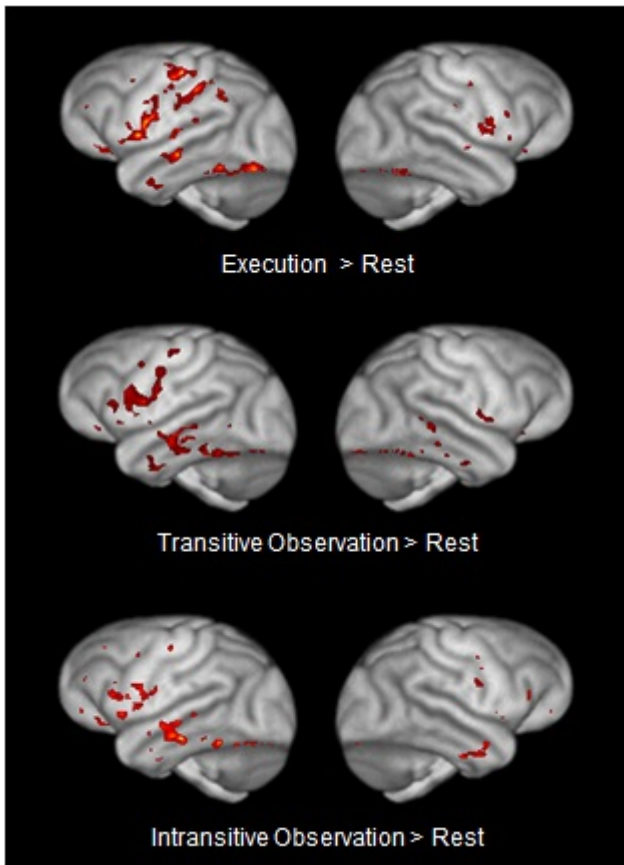 Execution > Rest
Transitive Observation > Rest
Intransitive Observation > Rest